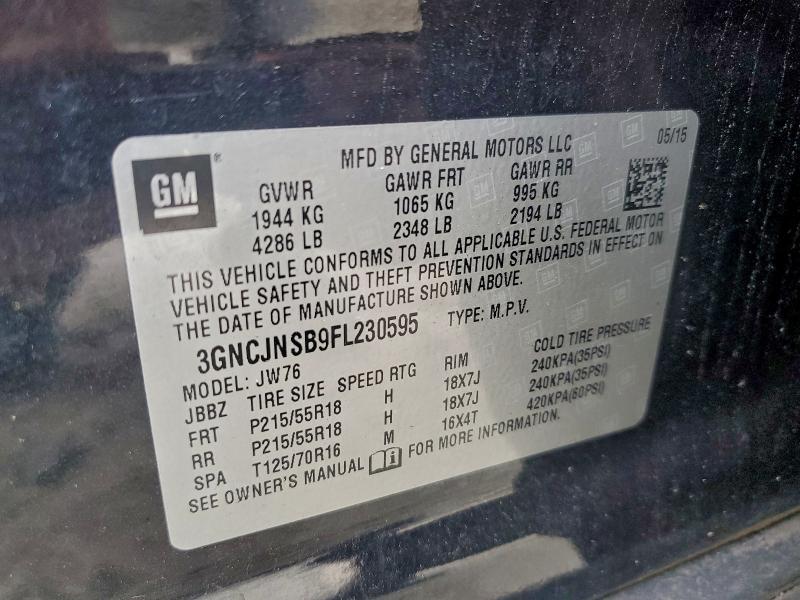 GM®
MFD BY GENERAL MOTORS LLC
05/15
GVWR GAWR FRT GAWR RR
1944 KG 1065 KG 995 KG
4286 LB 2348 LB 2194 LB
THIS VEHICLE CONFORMS TO ALL APPLICABLE U.S. FEDERAL MOTOR
VEHICLE SAFETY AND THEFT PREVENTION STANDARDS IN EFFECT ON
THE DATE OF MANUFACTURE SHOWN ABOVE.
3GNCJNSB9FL230595 TYPE: M.P.V.
MODEL: JW76
JBBZ TIRE SIZE SPEED RTG RIM COLD TIRE PRESSURE
FRT P215/55R18 H 18X7J 240KPA(35PSI)
RR P215/55R18 H 18X7J 240KPA(35PSI)
SPA T125/70R16 M 16X4T 420KPA(60PSI)
SEE OWNER'S MANUAL i FOR MORE INFORMATION.